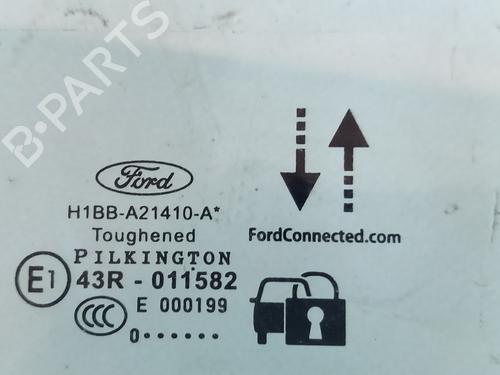 B-PARTS
Ford
H1BB-A21410-A*
Toughened
PILKINGTON
E1 43R - 011582
CCC E 000199
0••••••
FordConnected.com